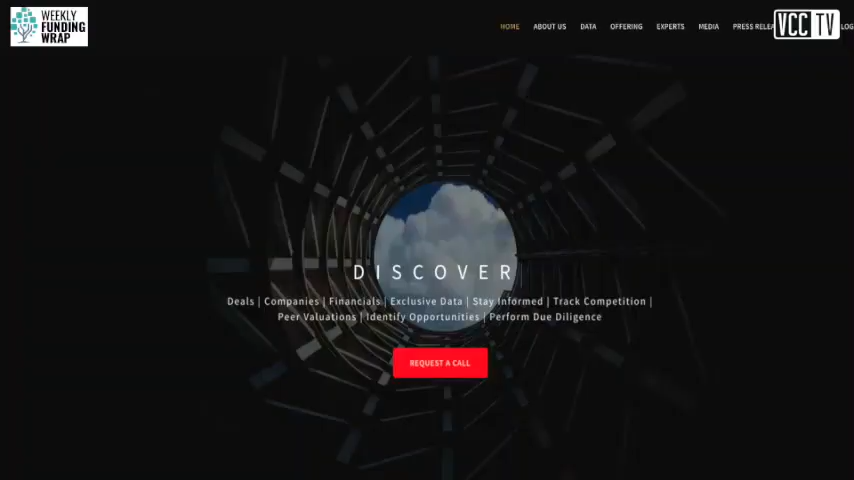 WEEKLY
FUNDING
WRAP
HOME ABOUT US DATA OFFERING EXPERTS MEDIA PRESS
VCC TV
DISCOVER
Deals | Companies | Financials | Exclusive Data | Stay Informed | Track Competition |
Peer Valuations | Identify Opportunities | Perform Due Diligence
REQUEST A CALL